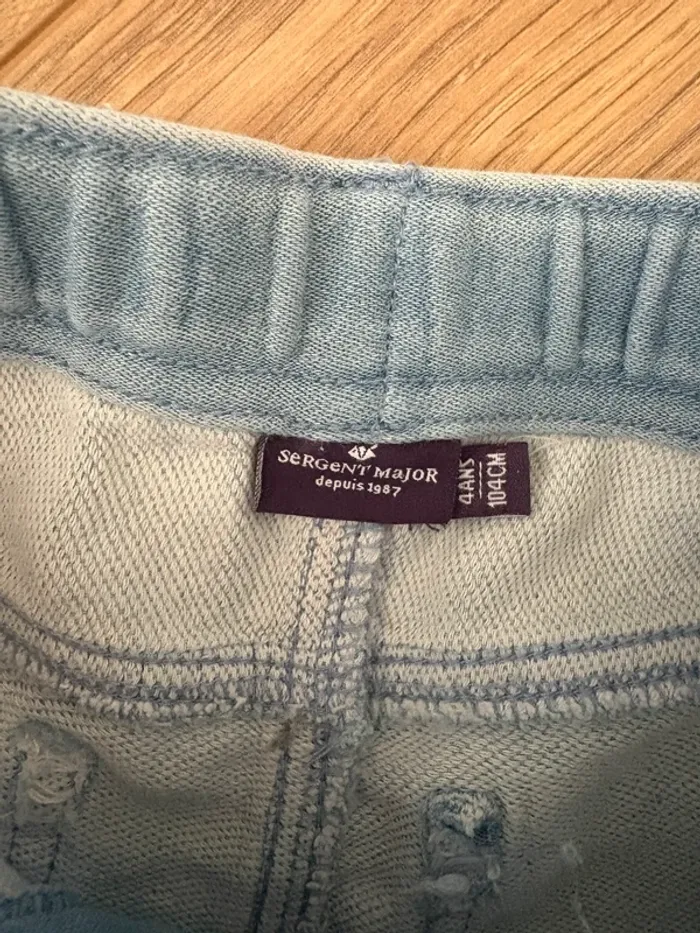 SeRGeNT MaJOR
depuis 1987
4ANS
104CM